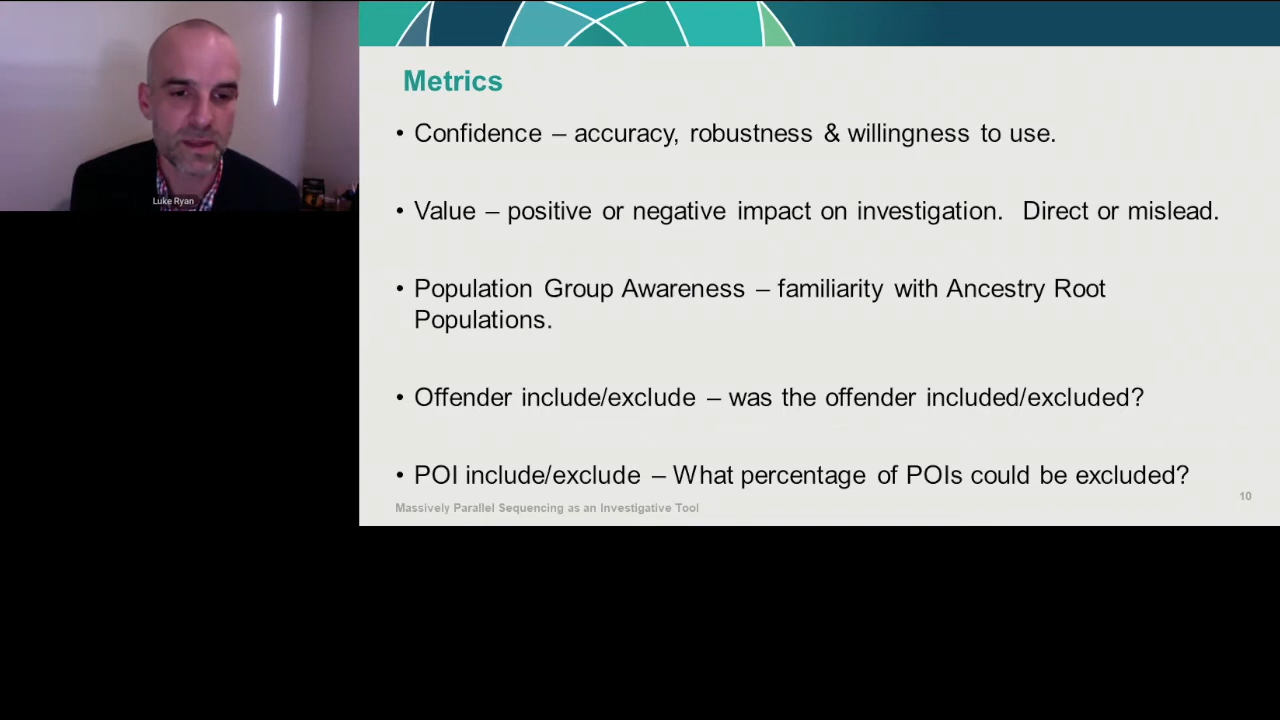 Luke Ryan
Metrics
• Confidence – accuracy, robustness & willingness to use.
• Value – positive or negative impact on investigation. Direct or mislead.
• Population Group Awareness – familiarity with Ancestry Root
Populations.
• Offender include/exclude – was the offender included/excluded?
• POI include/exclude – What percentage of POIs could be excluded?
Massively Parallel Sequencing as an Investigative Tool
10